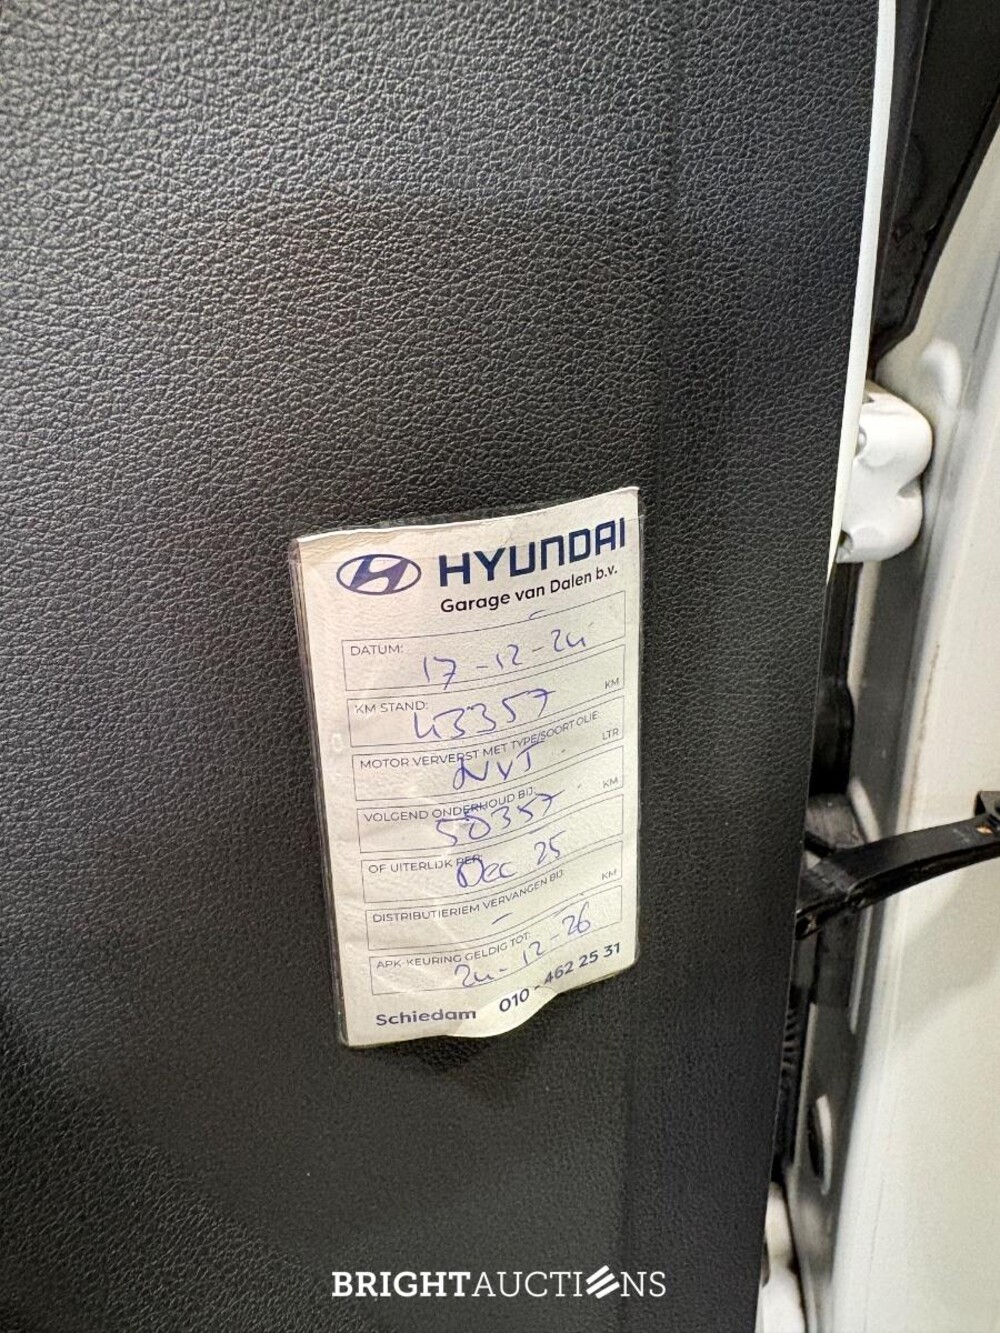 HYUNDAI
Garage van Dalen b.v.
DATUM:
17-12-24
KM STAND:
43357
KM
MOTOR VERVERST MET TYPE/SOORT OLIE:
NVT
LTR
VOLGEND ONDERHOUD BIJ:
58357
KM
OF UITERLIJK PER:
Dec 25
DISTRIBUTIERIEM VERVANGEN BIJ:
-
KM
APK-KEURING GELDIG TOT:
24-12-26
Schiedam 010-462 25 31
BRIGHTAUCTIONS